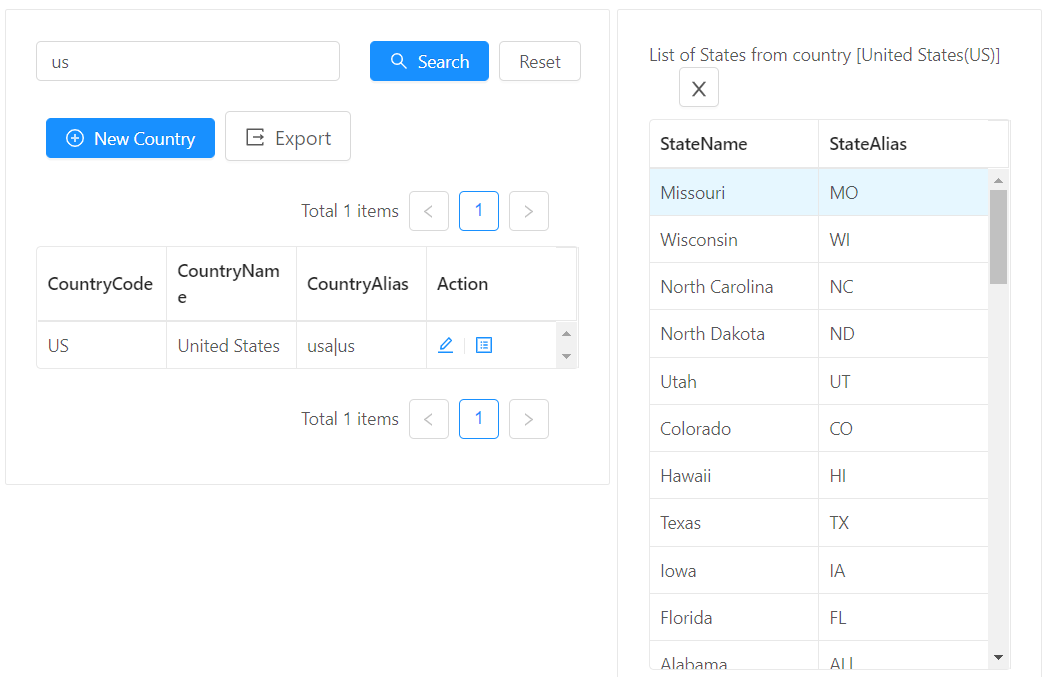 us
Search
Reset
New Country
Export
Total 1 items
1
CountryCode
CountryNam
e
CountryAlias
Action
US
United States
usa|us
Total 1 items
1
List of States from country [United States(US)]
X
StateName StateAlias
Missouri MO
Wisconsin WI
North Carolina NC
North Dakota ND
Utah UT
Colorado CO
Hawaii HI
Texas TX
Iowa IA
Florida FL
Alabama